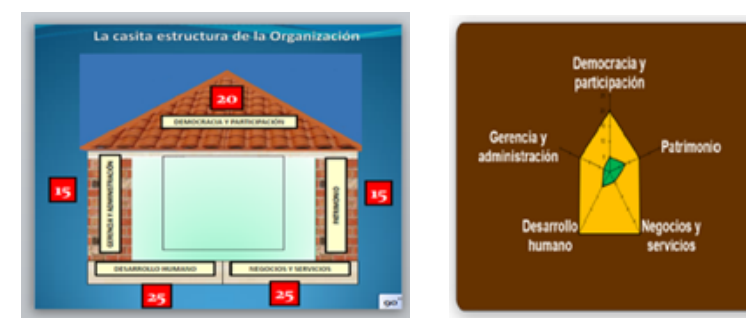 La casita estructura de la Organización
20
DEMOCRACIA Y PARTICIPACIÓN
GERENCIA Y ADMINISTRACIÓN
PATRIMONIO
15
15
DESARROLLO HUMANO
NEGOCIOS Y SERVICIOS
25
25
90°
Democracia y
participación
Gerencia y
administración
Patrimonio
Desarrollo
humano
Negocios y
servicios